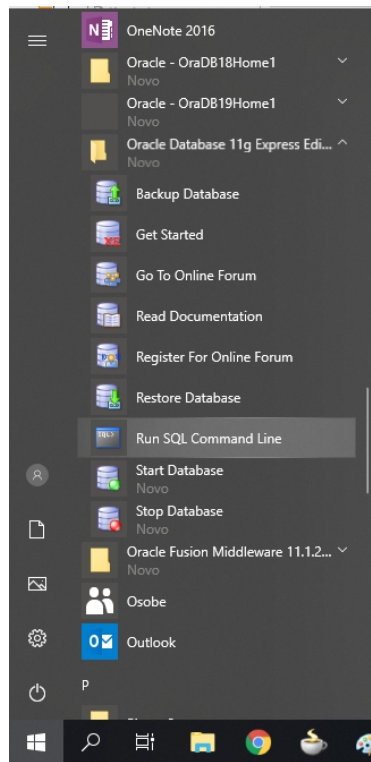 OneNote 2016
Oracle - OraDB18Home1
Novo
Oracle - OraDB19Home1
Novo
Oracle Database 11g Express Edi...
Novo
Backup Database
Get Started
Go To Online Forum
Read Documentation
Register For Online Forum
Restore Database
Run SQL Command Line
Start Database
Novo
Stop Database
Novo
Oracle Fusion Middleware 11.1.2...
Novo
Osobe
Outlook
P